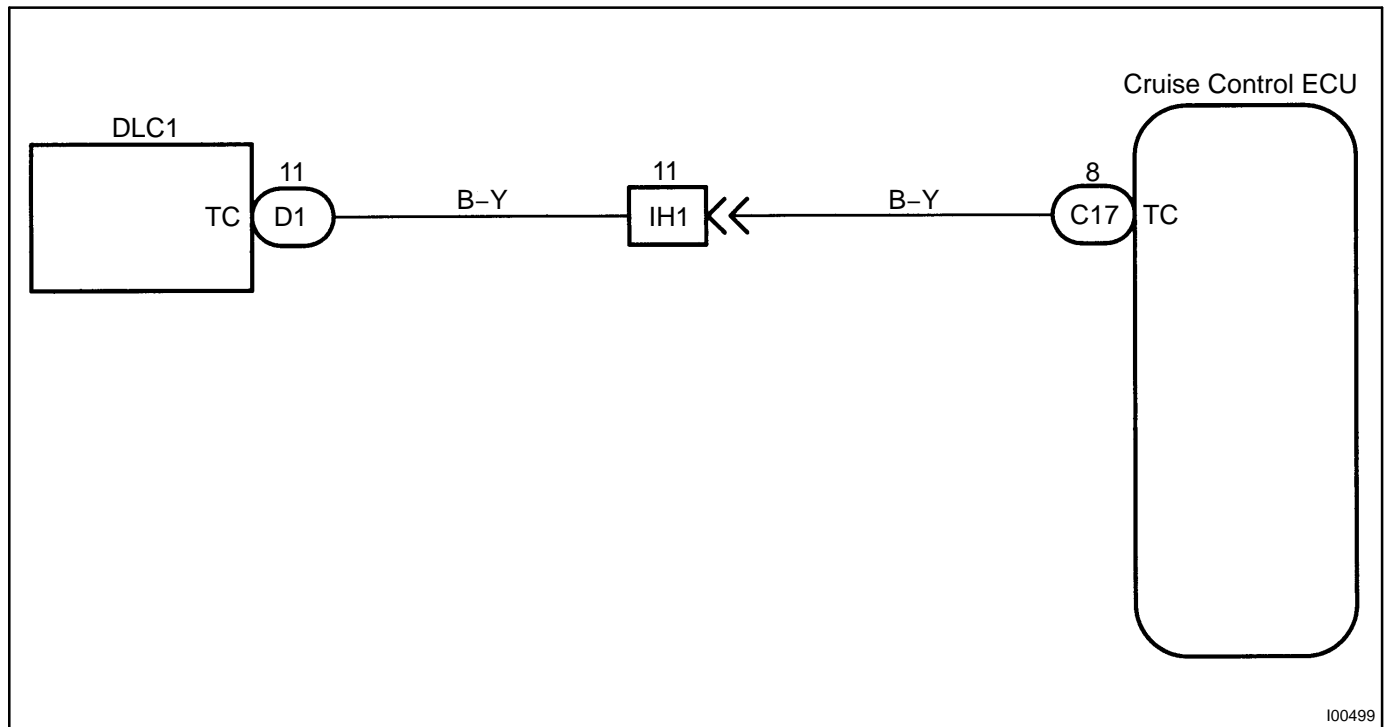 Cruise Control ECU
DLC1
11
11
8
TC
D1
B–Y
IH1
B–Y
C17
TC
I00499